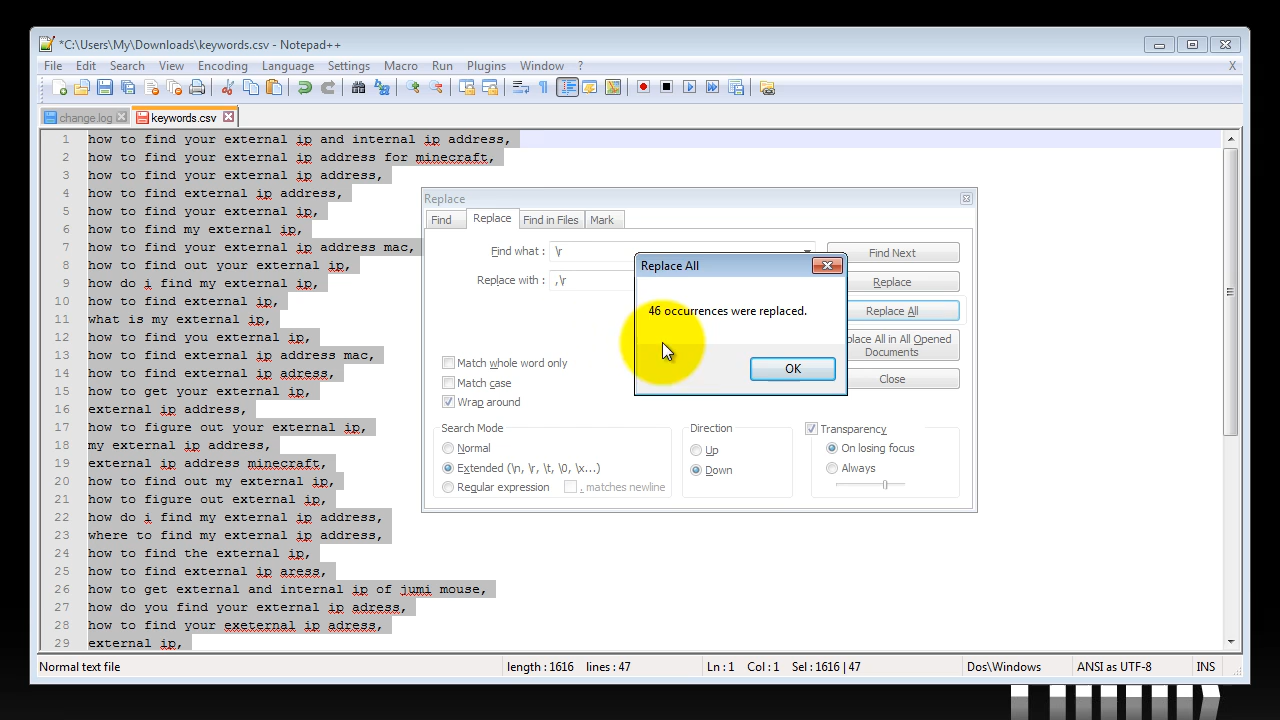 *C:\Users\My\Downloads\keywords.csv - Notepad++
File Edit Search View Encoding Language Settings Macro Run Plugins Window ? X
change.log keywords.csv
1 how to find your external ip and internal ip address,
2 how to find your external ip address for minecraft,
3 how to find your external ip address,
4 how to find external ip address,
5 how to find your external ip,
6 how to find my external ip,
7 how to find your external ip address mac,
8 how to find out your external ip,
9 how do i find my external ip,
10 how to find external ip,
11 what is my external ip,
12 how to find you external ip,
13 how to find external ip address mac,
14 how to find external ip adress,
15 how to get your external ip,
16 external ip address,
17 how to figure out your external ip,
18 my external ip address,
19 external ip address minecraft,
20 how to find out my external ip,
21 how to figure out external ip,
22 how do i find my external ip address,
23 where to find my external ip address,
24 how to find the external ip,
25 how to find external ip aress,
26 how to get external and internal ip of jumi mouse,
27 how do you find your external ip adress,
28 how to find your exeternal ip adress,
29 external ip,
Replace
Find Replace Find in Files Mark
Find what : \r
Replace with : ,\r
Find Next
Replace
Replace All
place All in All Opened
Documents
Close
Match whole word only
Match case
Wrap around
Search Mode
Normal
Extended (\n, \r, \t, \0, \x...)
Regular expression . matches newline
Direction
Up
Down
Transparency
On losing focus
Always
Replace All
46 occurrences were replaced.
OK
Normal text file length : 1616 lines : 47 Ln : 1 Col : 1 Sel : 1616 | 47 Dos\Windows ANSI as UTF-8 INS